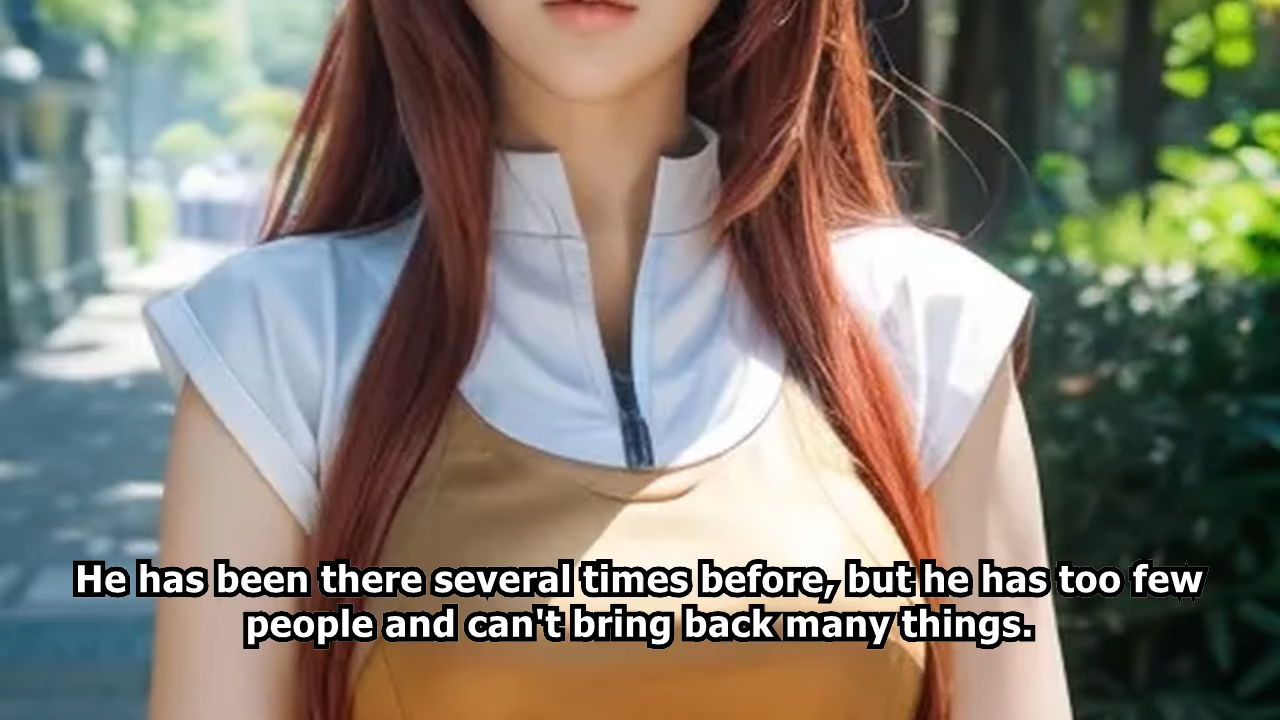 He has been there several times before, but he has too few
people and can't bring back many things.